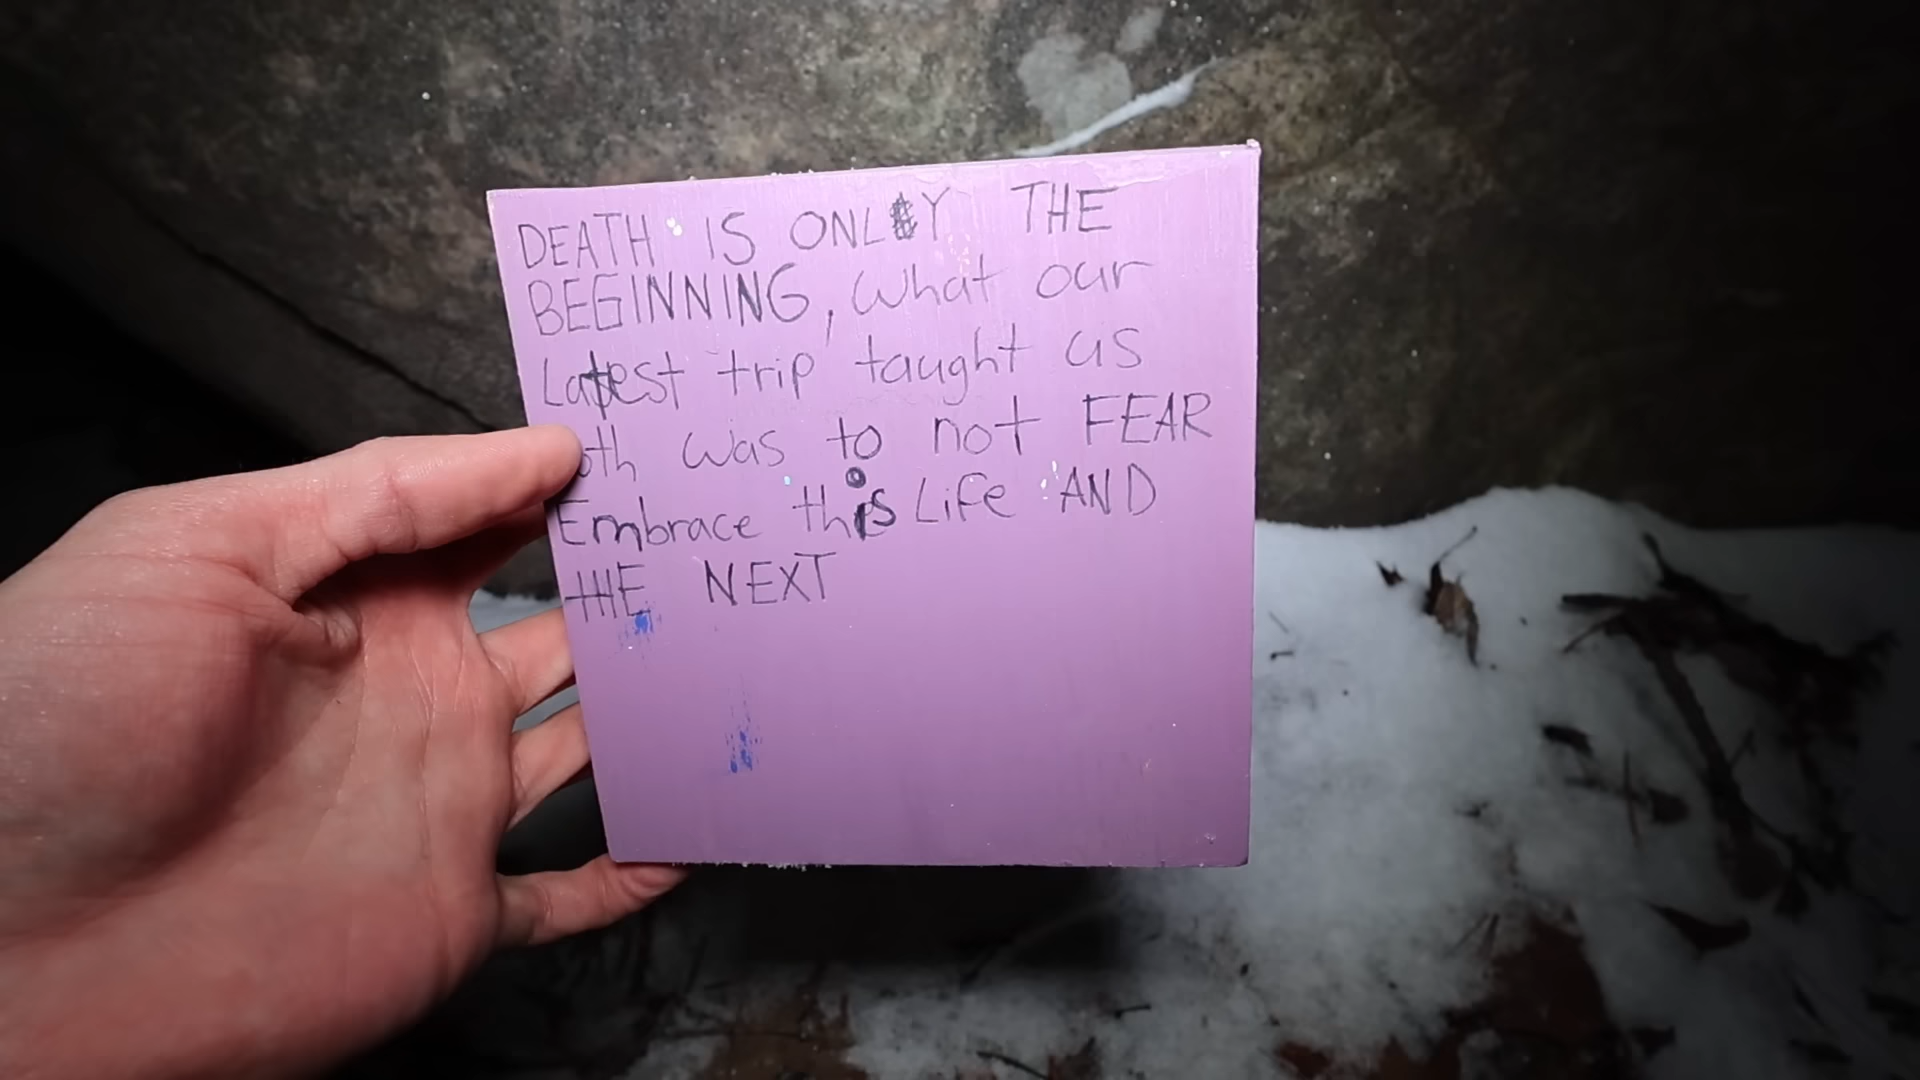 DEATH IS ONLY THE
BEGINNING, what our
Latest trip taught us
oth was to not FEAR
Embrace this Life AND
THE NEXT